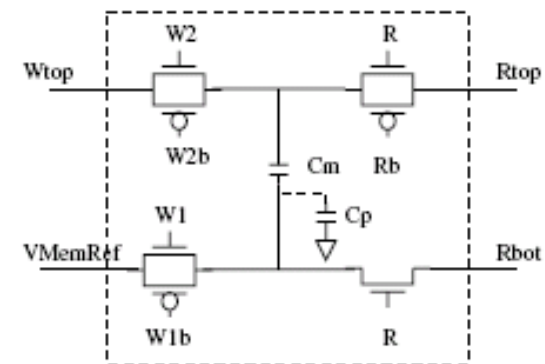 W2 R
Wtop Rtop
W2b Cm Rb
W1 Cp
VMemRef Rbot
W1b R